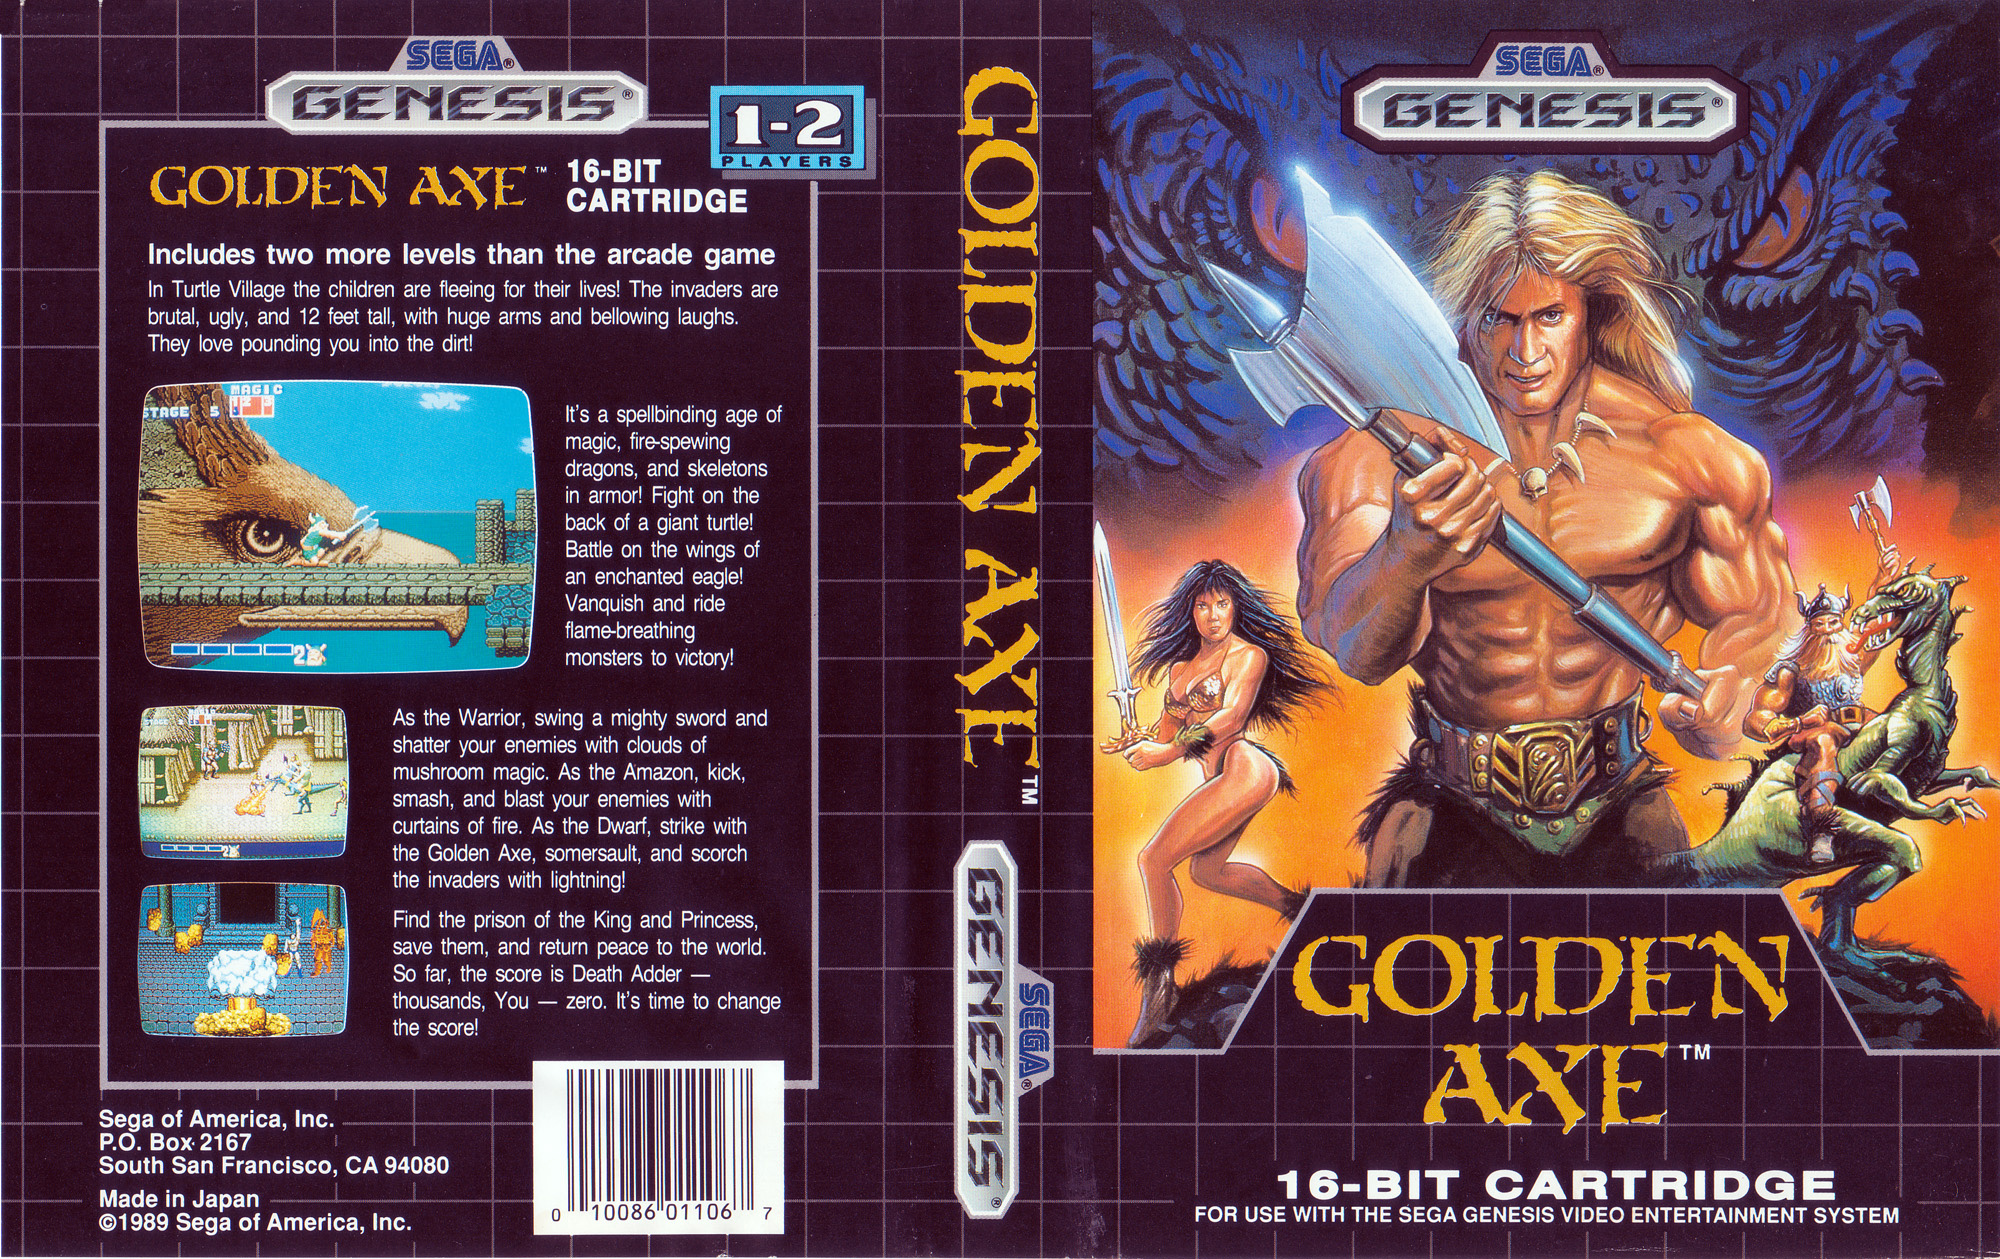 SEGA®
GENESIS®
1-2
PLAYERS
GOLDEN AXE™
16-BIT
CARTRIDGE
Includes two more levels than the arcade game
In Turtle Village the children are fleeing for their lives! The invaders are
brutal, ugly, and 12 feet tall, with huge arms and bellowing laughs.
They love pounding you into the dirt!
MAGIC
STAGE 5
1 2 3
2
It's a spellbinding age of
magic, fire-spewing
dragons, and skeletons
in armor! Fight on the
back of a giant turtle!
Battle on the wings of
an enchanted eagle!
Vanquish and ride
flame-breathing
monsters to victory!
As the Warrior, swing a mighty sword and
shatter your enemies with clouds of
mushroom magic. As the Amazon, kick,
smash, and blast your enemies with
curtains of fire. As the Dwarf, strike with
the Golden Axe, somersault, and scorch
the invaders with lightning!
Find the prison of the King and Princess,
save them, and return peace to the world.
So far, the score is Death Adder —
thousands, You — zero. It's time to change
the score!
Sega of America, Inc.
P.O. Box 2167
South San Francisco, CA 94080
Made in Japan
©1989 Sega of America, Inc.
0 10086 01106 7
GOLDEN AXE™
GENESIS®
SEGA®
SEGA®
GENESIS®
GOLDEN
AXE™
16-BIT CARTRIDGE
FOR USE WITH THE SEGA GENESIS VIDEO ENTERTAINMENT SYSTEM